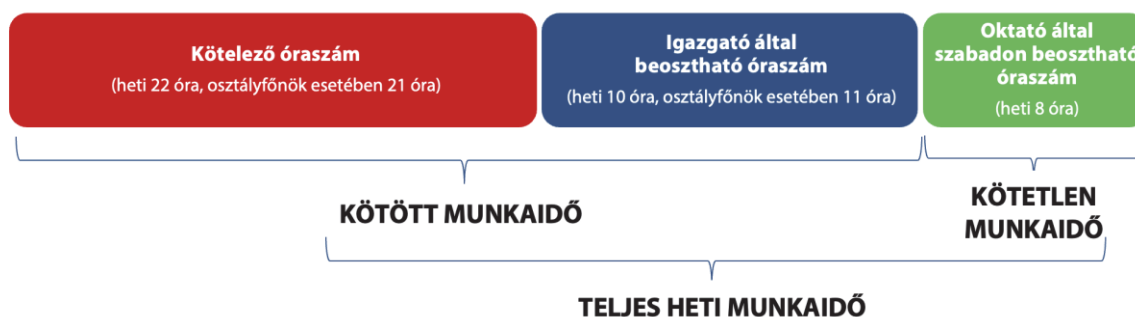 Kötelező óraszám
(heti 22 óra, osztályfőnök esetében 21 óra)
Igazgató által
beosztható óraszám
(heti 10 óra, osztályfőnök esetében 11 óra)
Oktató által
szabadon beosztható
óraszám
(heti 8 óra)
KÖTÖTT MUNKAIDŐ
KÖTETLEN
MUNKAIDŐ
TELJES HETI MUNKAIDŐ